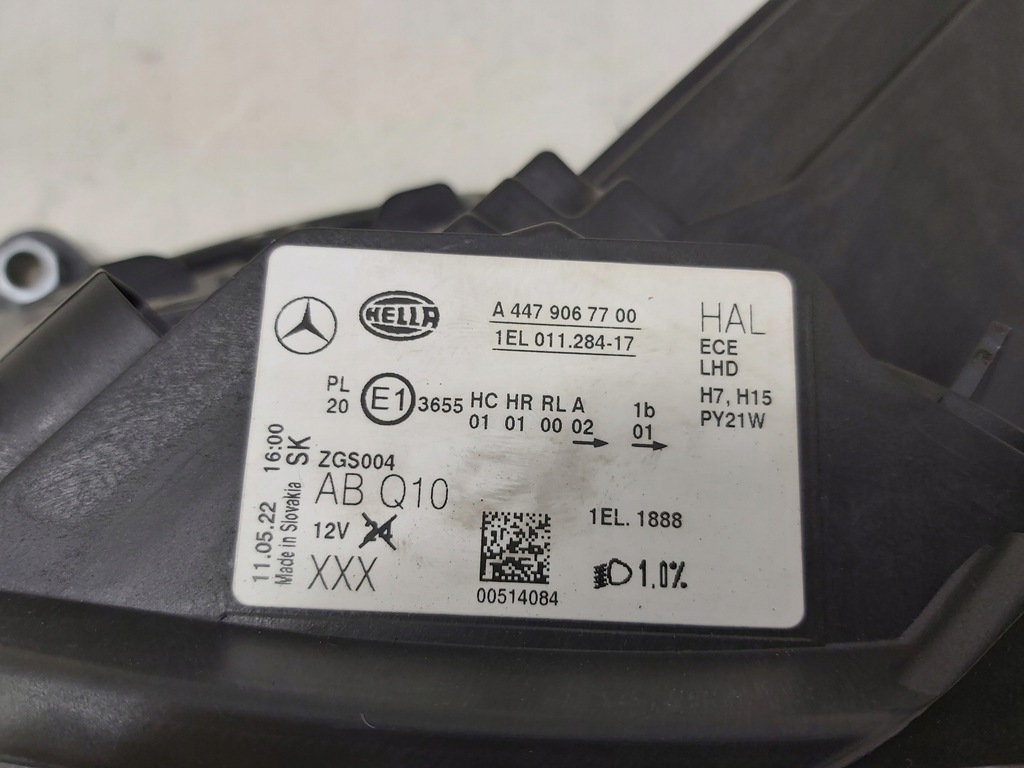 HELLA
A 447 906 77 00
1EL 011.284-17
HAL
ECE
LHD
H7, H15
PY21W
PL
20
E1
3655
HC HR RL A
01 01 00 02
1b
01
ZGS004
AB Q10
12V 24
XXX
11.05.22 16:00
Made in Slovakia SK
00514084
1EL. 1888
1.0%